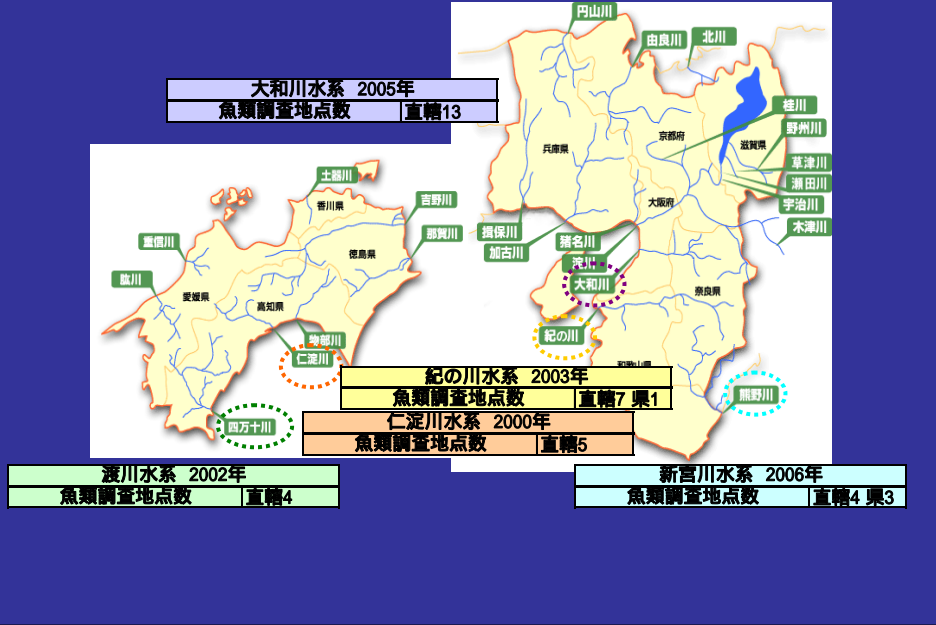 円山川
由良川
北川
大和川水系 2005年
魚類調査地点数 直轄13
桂川
野州川
京都府
兵庫県
滋賀県
草津川
土器川
瀬田川
吉野川
香川県
大阪府
宇治川
木津川
揖保川
那賀川
重信川
猪名川
加古川
徳島県
淀川
肱川
大和川
奈良県
愛媛県
高知県
物部川
紀の川
仁淀川
和歌山県
紀の川水系 2003年
魚類調査地点数 直轄7 県1
熊野川
仁淀川水系 2000年
四万十川
魚類調査地点数 直轄5
渡川水系 2002年
魚類調査地点数 直轄4
新宮川水系 2006年
魚類調査地点数 直轄4 県3